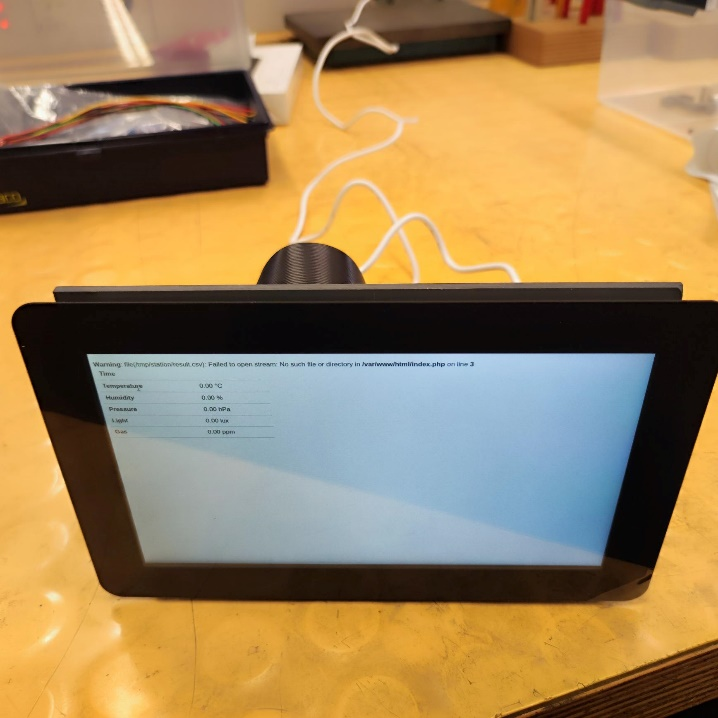 Warning: file(/tmp/station/result.csv): Failed to open stream: No such file or directory in /var/www/html/index.php on line 3
Time
Temperature 0.00 °C
Humidity 0.00 %
Pressure 0.00 hPa
Light 0.00 lux
Gas 0.00 ppm